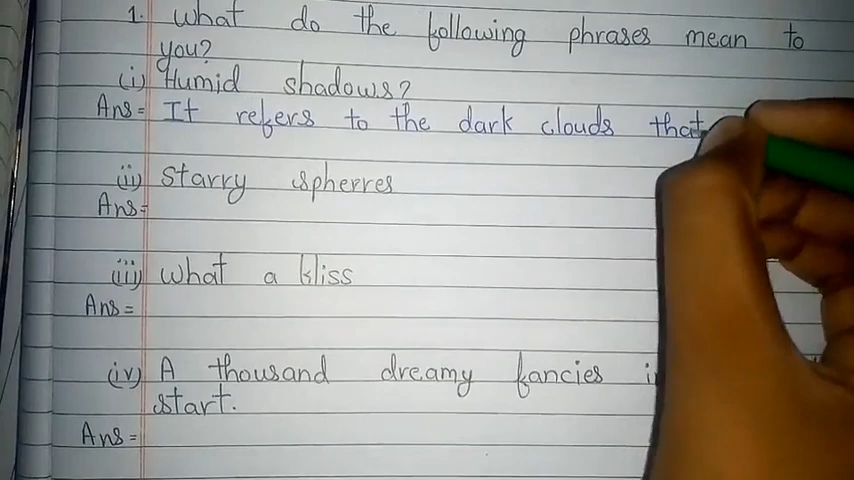 1. What do the following phrases mean to
you?
(i) Humid shadows?
Ans= It refers to the dark clouds that
(ii) Starry spherres
Ans=
(iii) What a bliss
Ans=
(iv) A thousand dreamy fancies
start.
Ans=